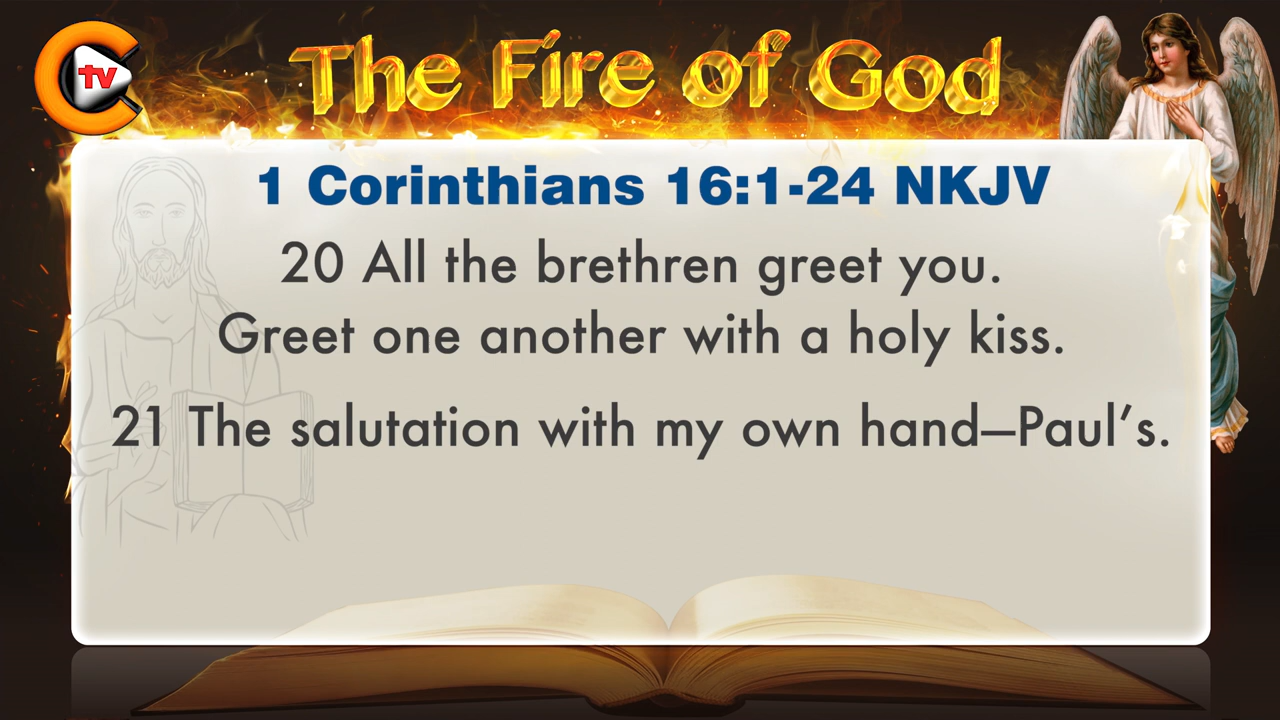 tv
The Fire of God
1 Corinthians 16:1-24 NKJV
20 All the brethren greet you.
Greet one another with a holy kiss.
21 The salutation with my own hand—Paul’s.